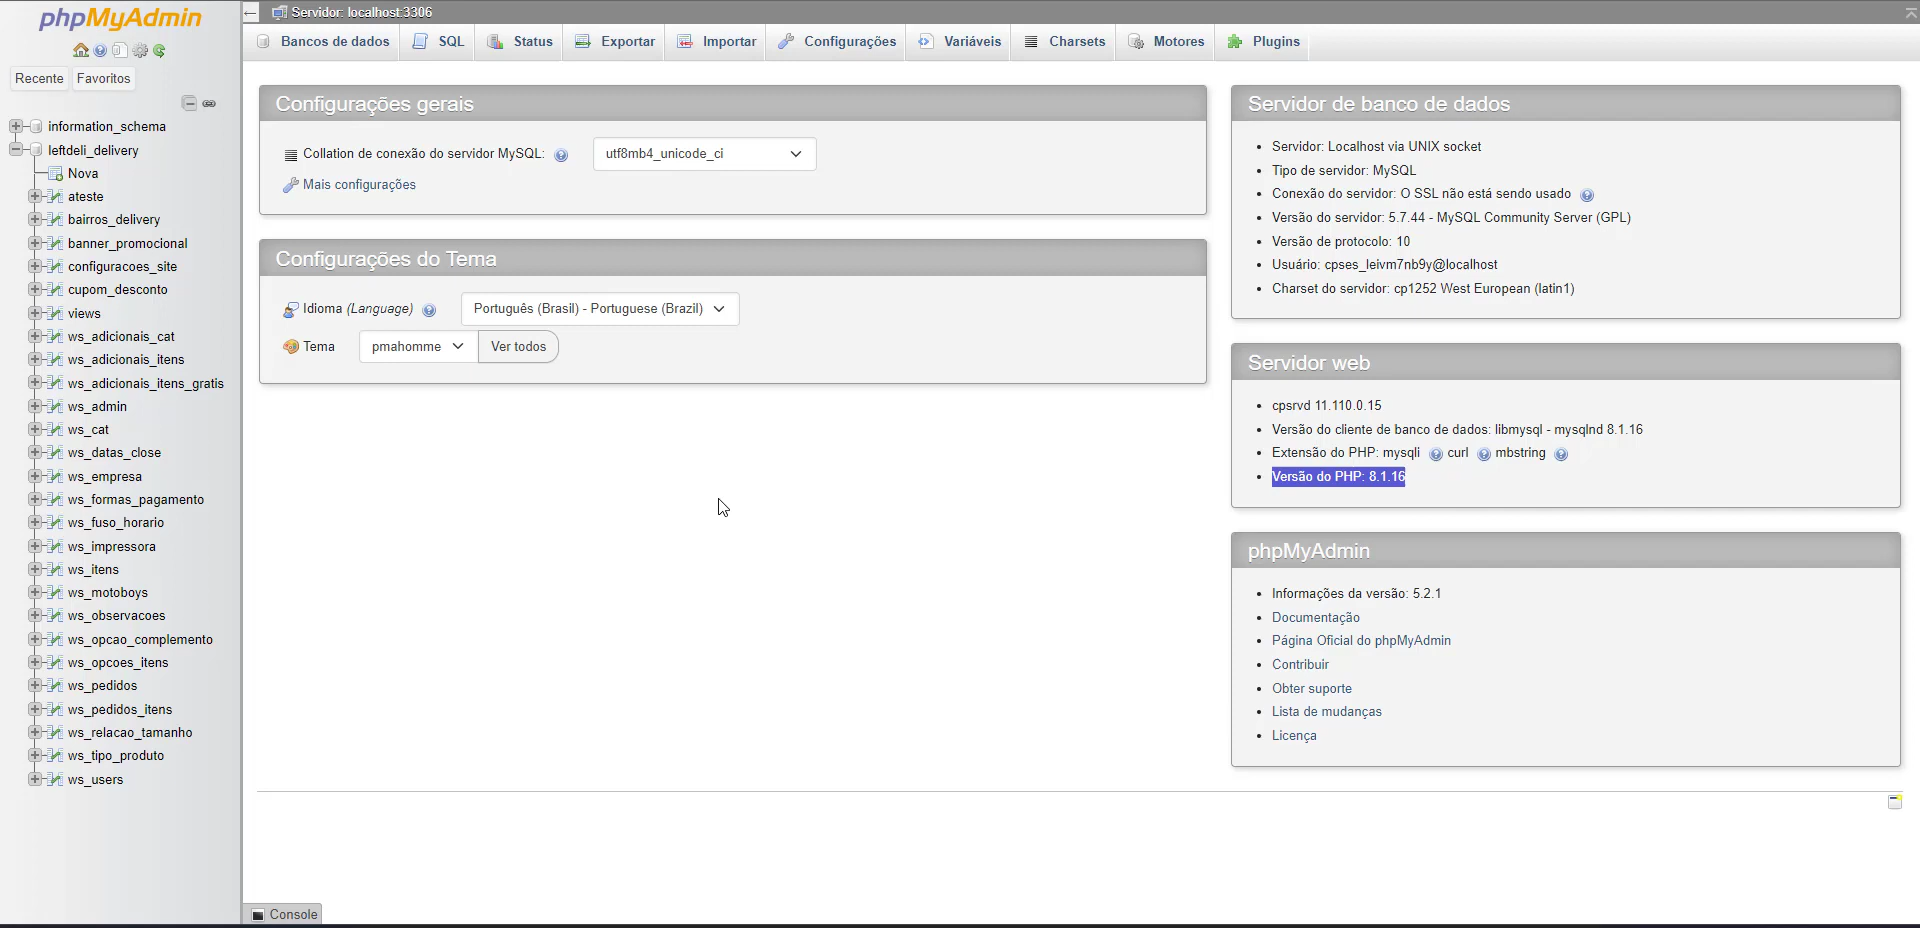 phpMyAdmin
Recente Favoritos
information_schema
leftdeli_delivery
Nova
ateste
bairros_delivery
banner_promocional
configuracoes_site
cupom_desconto
views
ws_adicionais_cat
ws_adicionais_itens
ws_adicionais_itens_gratis
ws_admin
ws_cat
ws_datas_close
ws_empresa
ws_formas_pagamento
ws_fuso_horario
ws_impressora
ws_itens
ws_motoboys
ws_observacoes
ws_opcao_complemento
ws_opcoes_itens
ws_pedidos
ws_pedidos_itens
ws_relacao_tamanho
ws_tipo_produto
ws_users
Servidor: localhost:3306
Bancos de dados SQL Status Exportar Importar Configurações Variáveis Charsets Motores Plugins
Configurações gerais
Collation de conexão do servidor MySQL: utf8mb4_unicode_ci
Mais configurações
Configurações do Tema
Idioma (Language) Português (Brasil) - Portuguese (Brazil)
Tema pmahomme Ver todos
Servidor de banco de dados
• Servidor: Localhost via UNIX socket
• Tipo de servidor: MySQL
• Conexão do servidor: O SSL não está sendo usado
• Versão do servidor: 5.7.44 - MySQL Community Server (GPL)
• Versão de protocolo: 10
• Usuário: cpses_leivm7nb9y@localhost
• Charset do servidor: cp1252 West European (latin1)
Servidor web
• cpsrvd 11.110.0.15
• Versão do cliente de banco de dados: libmysql - mysqlnd 8.1.16
• Extensão do PHP: mysqli curl mbstring
• Versão do PHP: 8.1.16
phpMyAdmin
• Informações da versão: 5.2.1
• Documentação
• Página Oficial do phpMyAdmin
• Contribuir
• Obter suporte
• Lista de mudanças
• Licença
Console